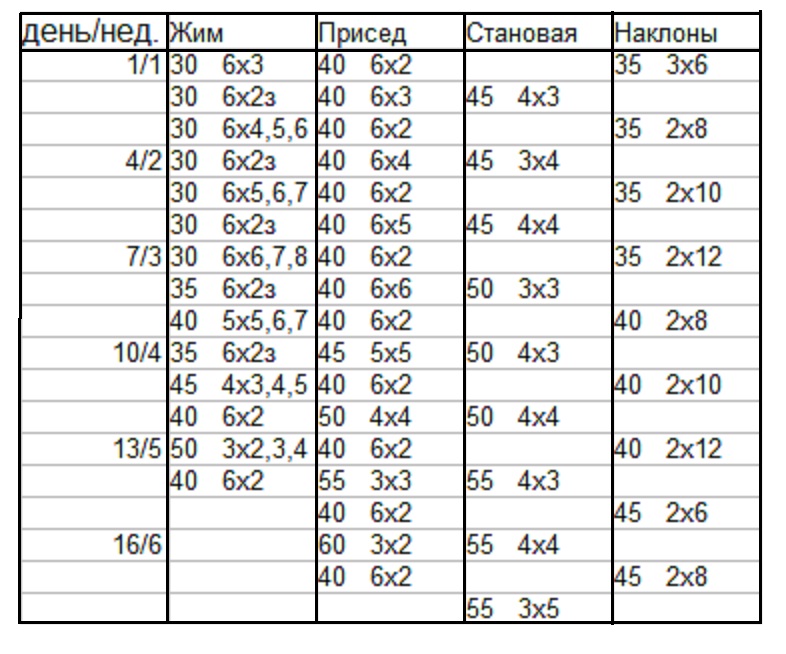 день/нед. Жим Присед Становая Наклоны
1/1 30 6x3 40 6x2 35 3x6
30 6x2з 40 6x3 45 4x3
30 6x4,5,6 40 6x2 35 2x8
4/2 30 6x2з 40 6x4 45 3x4
30 6x5,6,7 40 6x2 35 2x10
30 6x2з 40 6x5 45 4x4
7/3 30 6x6,7,8 40 6x2 35 2x12
35 6x2з 40 6x6 50 3x3
40 5x5,6,7 40 6x2 40 2x8
10/4 35 6x2з 45 5x5 50 4x3
45 4x3,4,5 40 6x2 40 2x10
40 6x2 50 4x4 50 4x4
13/5 50 3x2,3,4 40 6x2 40 2x12
40 6x2 55 3x3 55 4x3
40 6x2 45 2x6
16/6 60 3x2 55 4x4
40 6x2 45 2x8
55 3x5